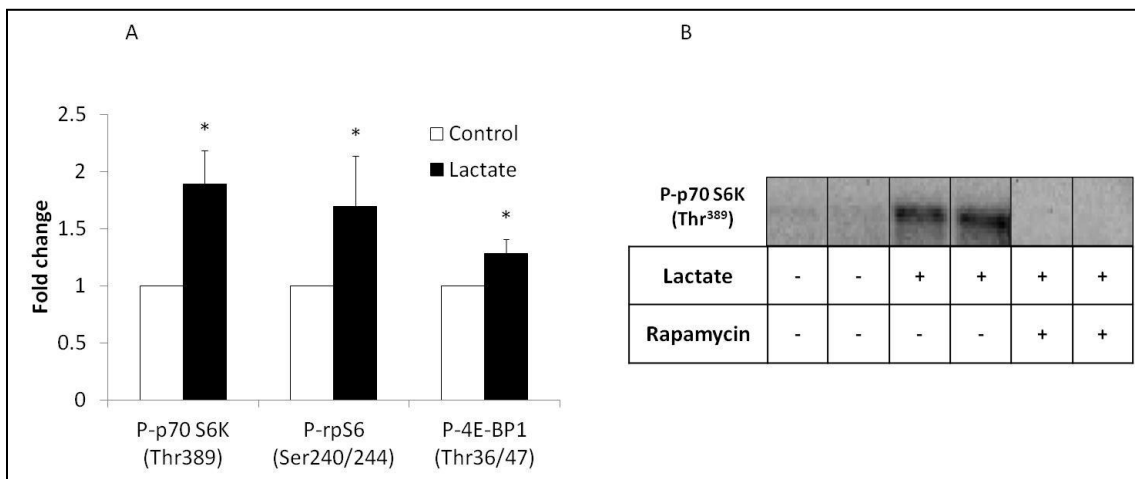 A
Fold change
2.5
2
1.5
1
0.5
0
*
*
*
Control
Lactate
P-p70 S6K
(Thr389)
P-rpS6
(Ser240/244)
P-4E-BP1
(Thr36/47)
B
P-p70 S6K
(Thr³⁸⁹)
Lactate - - + + + +
Rapamycin - - - - + +